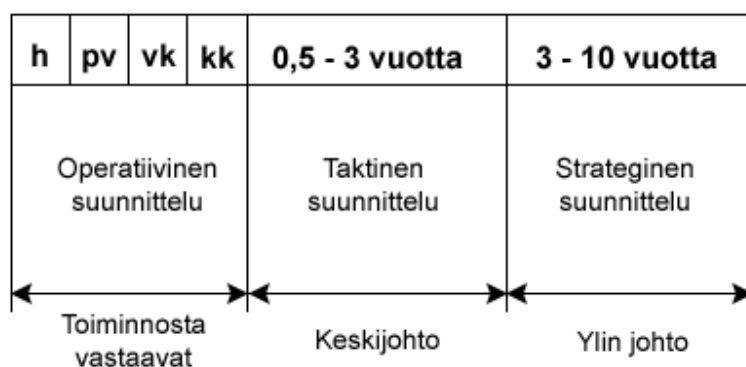 h pv vk kk 0,5 - 3 vuotta 3 - 10 vuotta
Operatiivinen
suunnittelu
Taktinen
suunnittelu
Strateginen
suunnittelu
Toiminnosta
vastaavat
Keskijohto
Ylin johto